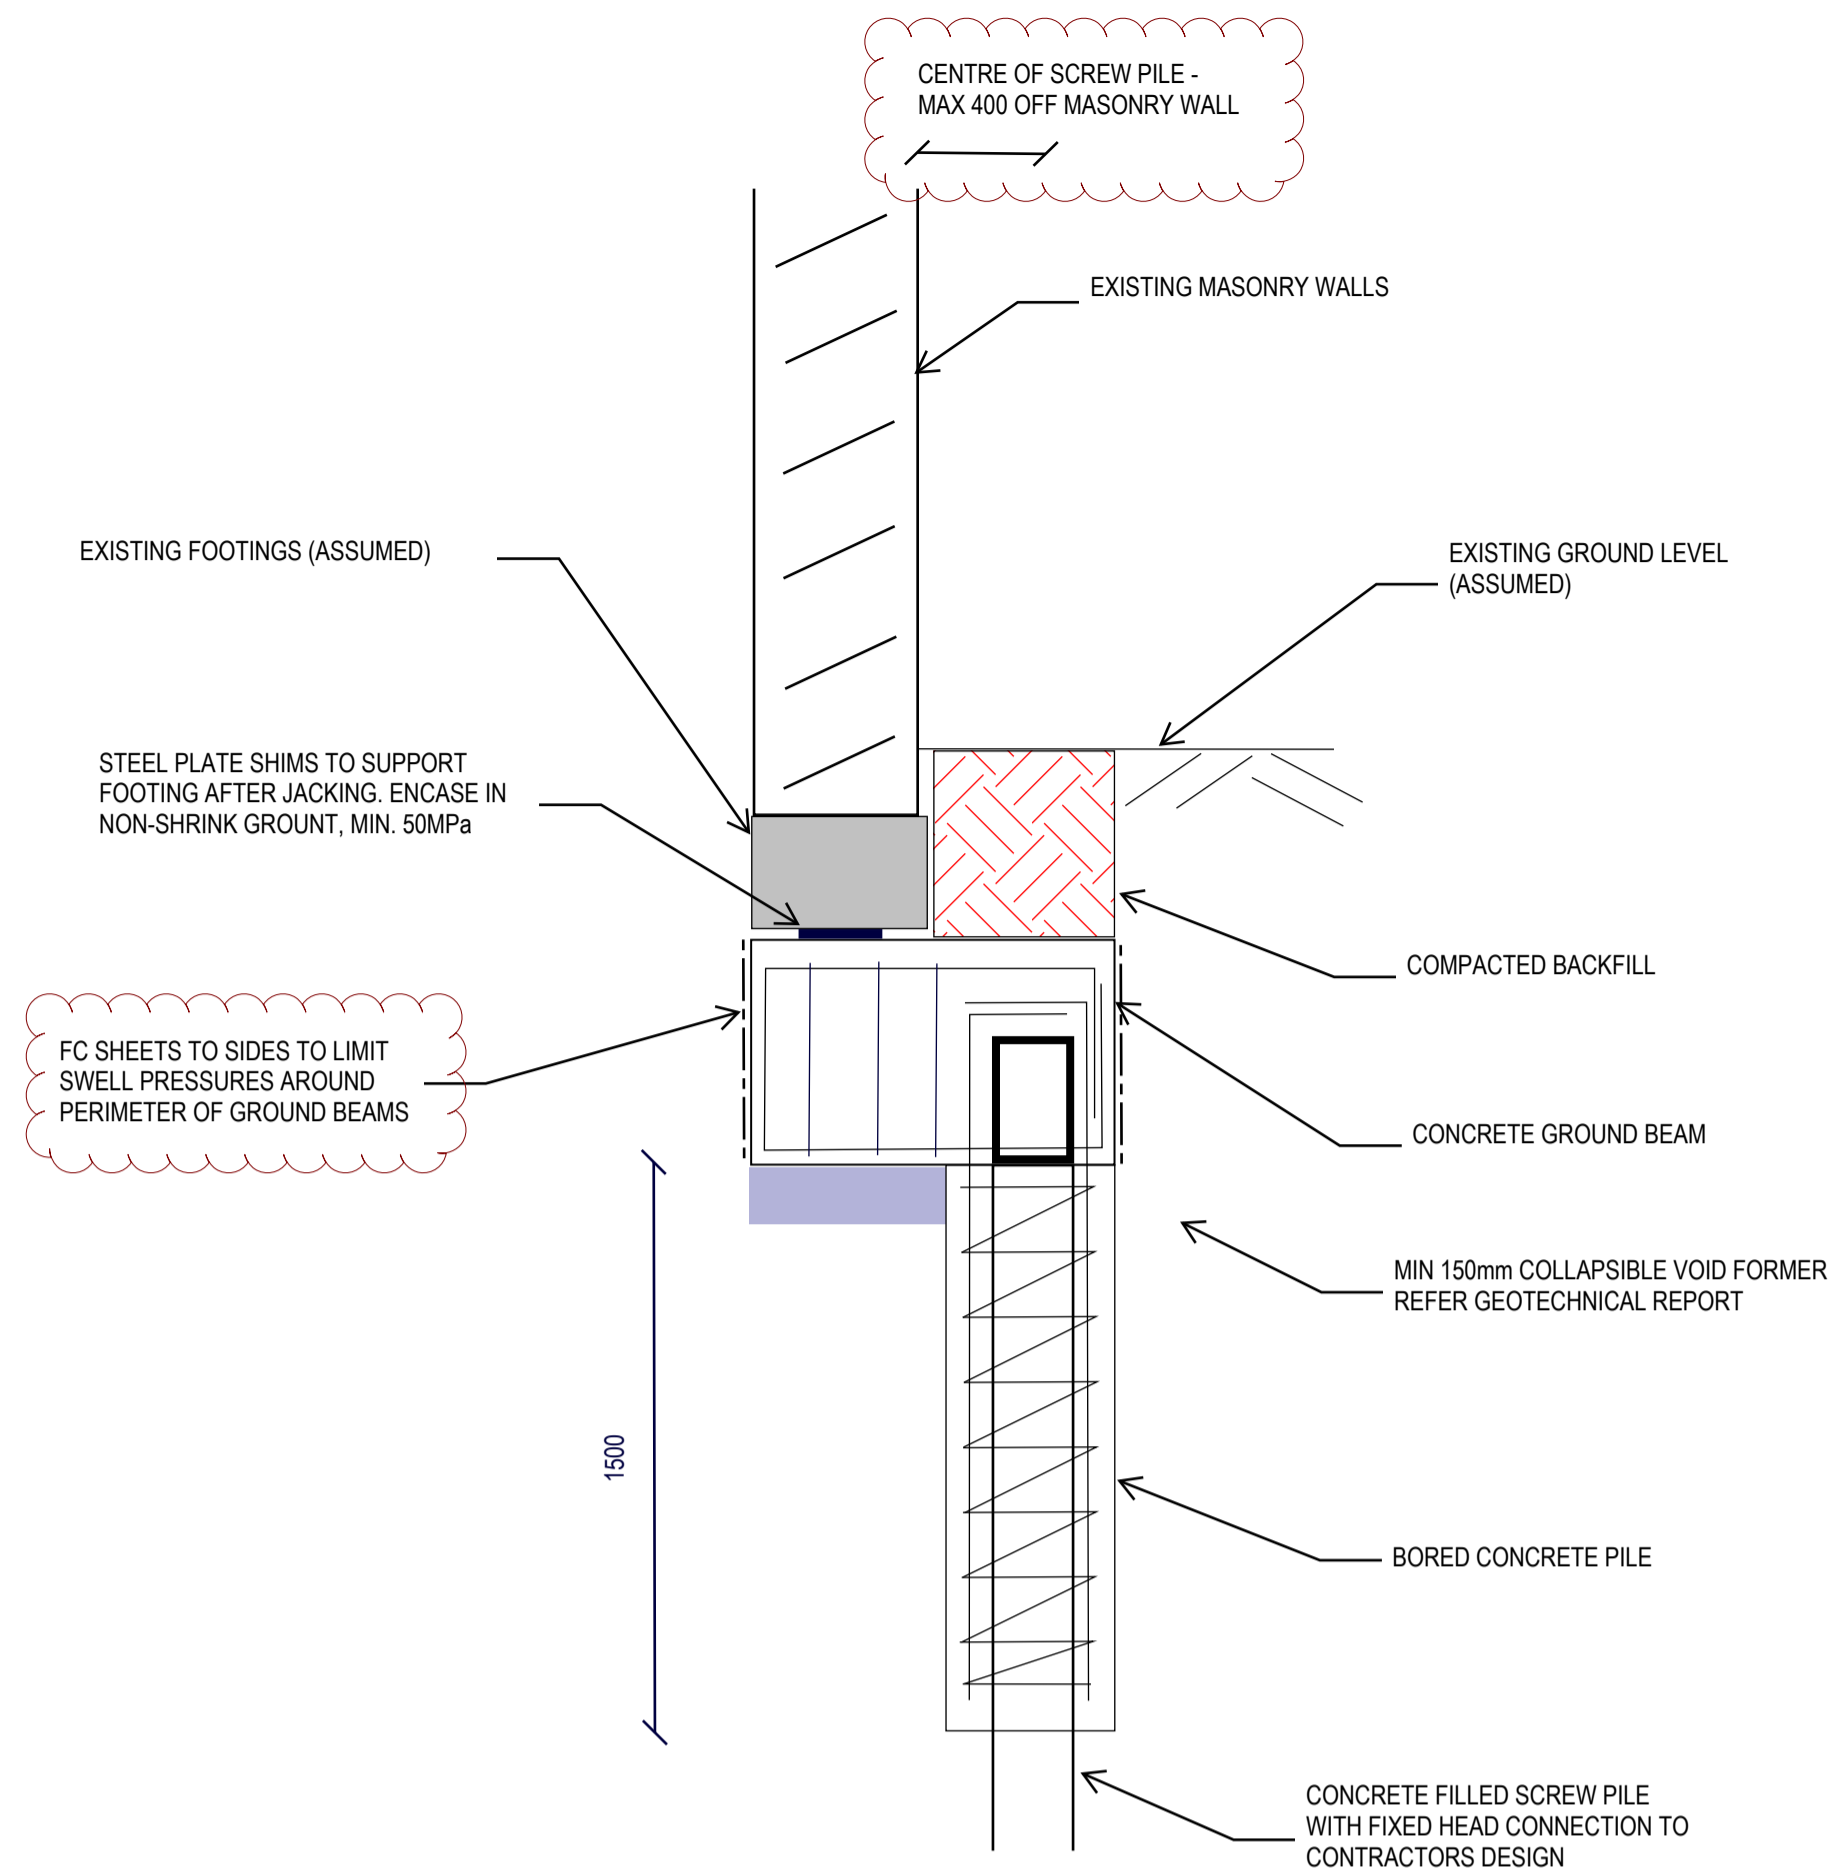 CENTRE OF SCREW PILE -
MAX 400 OFF MASONRY WALL
EXISTING MASONRY WALLS
EXISTING FOOTINGS (ASSUMED)
EXISTING GROUND LEVEL
(ASSUMED)
STEEL PLATE SHIMS TO SUPPORT
FOOTING AFTER JACKING. ENCASE IN
NON-SHRINK GROUNT, MIN. 50MPa
COMPACTED BACKFILL
FC SHEETS TO SIDES TO LIMIT
SWELL PRESSURES AROUND
PERIMETER OF GROUND BEAMS
CONCRETE GROUND BEAM
MIN 150mm COLLAPSIBLE VOID FORMER
REFER GEOTECHNICAL REPORT
1500
BORED CONCRETE PILE
CONCRETE FILLED SCREW PILE
WITH FIXED HEAD CONNECTION TO
CONTRACTORS DESIGN